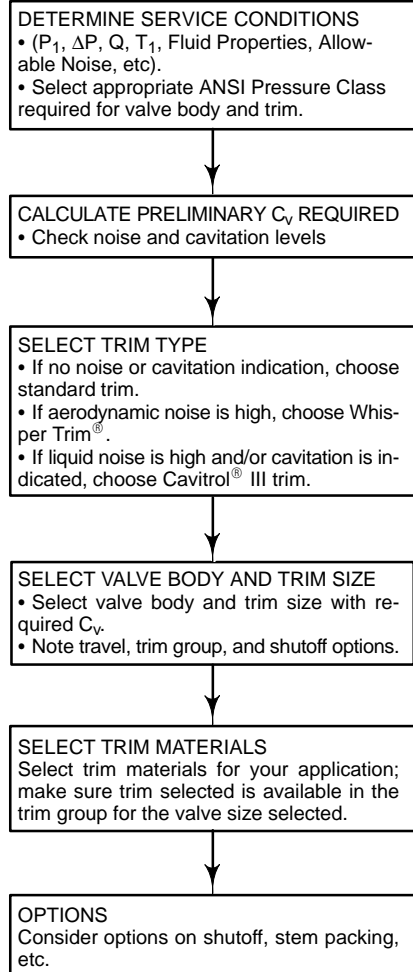 DETERMINE SERVICE CONDITIONS
• (P₁, ΔP, Q, T₁, Fluid Properties, Allow-
able Noise, etc).
• Select appropriate ANSI Pressure Class
required for valve body and trim.
CALCULATE PRELIMINARY Cᵥ REQUIRED
• Check noise and cavitation levels
SELECT TRIM TYPE
• If no noise or cavitation indication, choose
standard trim.
• If aerodynamic noise is high, choose Whis-
per Trim®.
• If liquid noise is high and/or cavitation is in-
dicated, choose Cavitrol® III trim.
SELECT VALVE BODY AND TRIM SIZE
• Select valve body and trim size with re-
quired Cᵥ.
• Note travel, trim group, and shutoff options.
SELECT TRIM MATERIALS
Select trim materials for your application;
make sure trim selected is available in the
trim group for the valve size selected.
OPTIONS
Consider options on shutoff, stem packing,
etc.